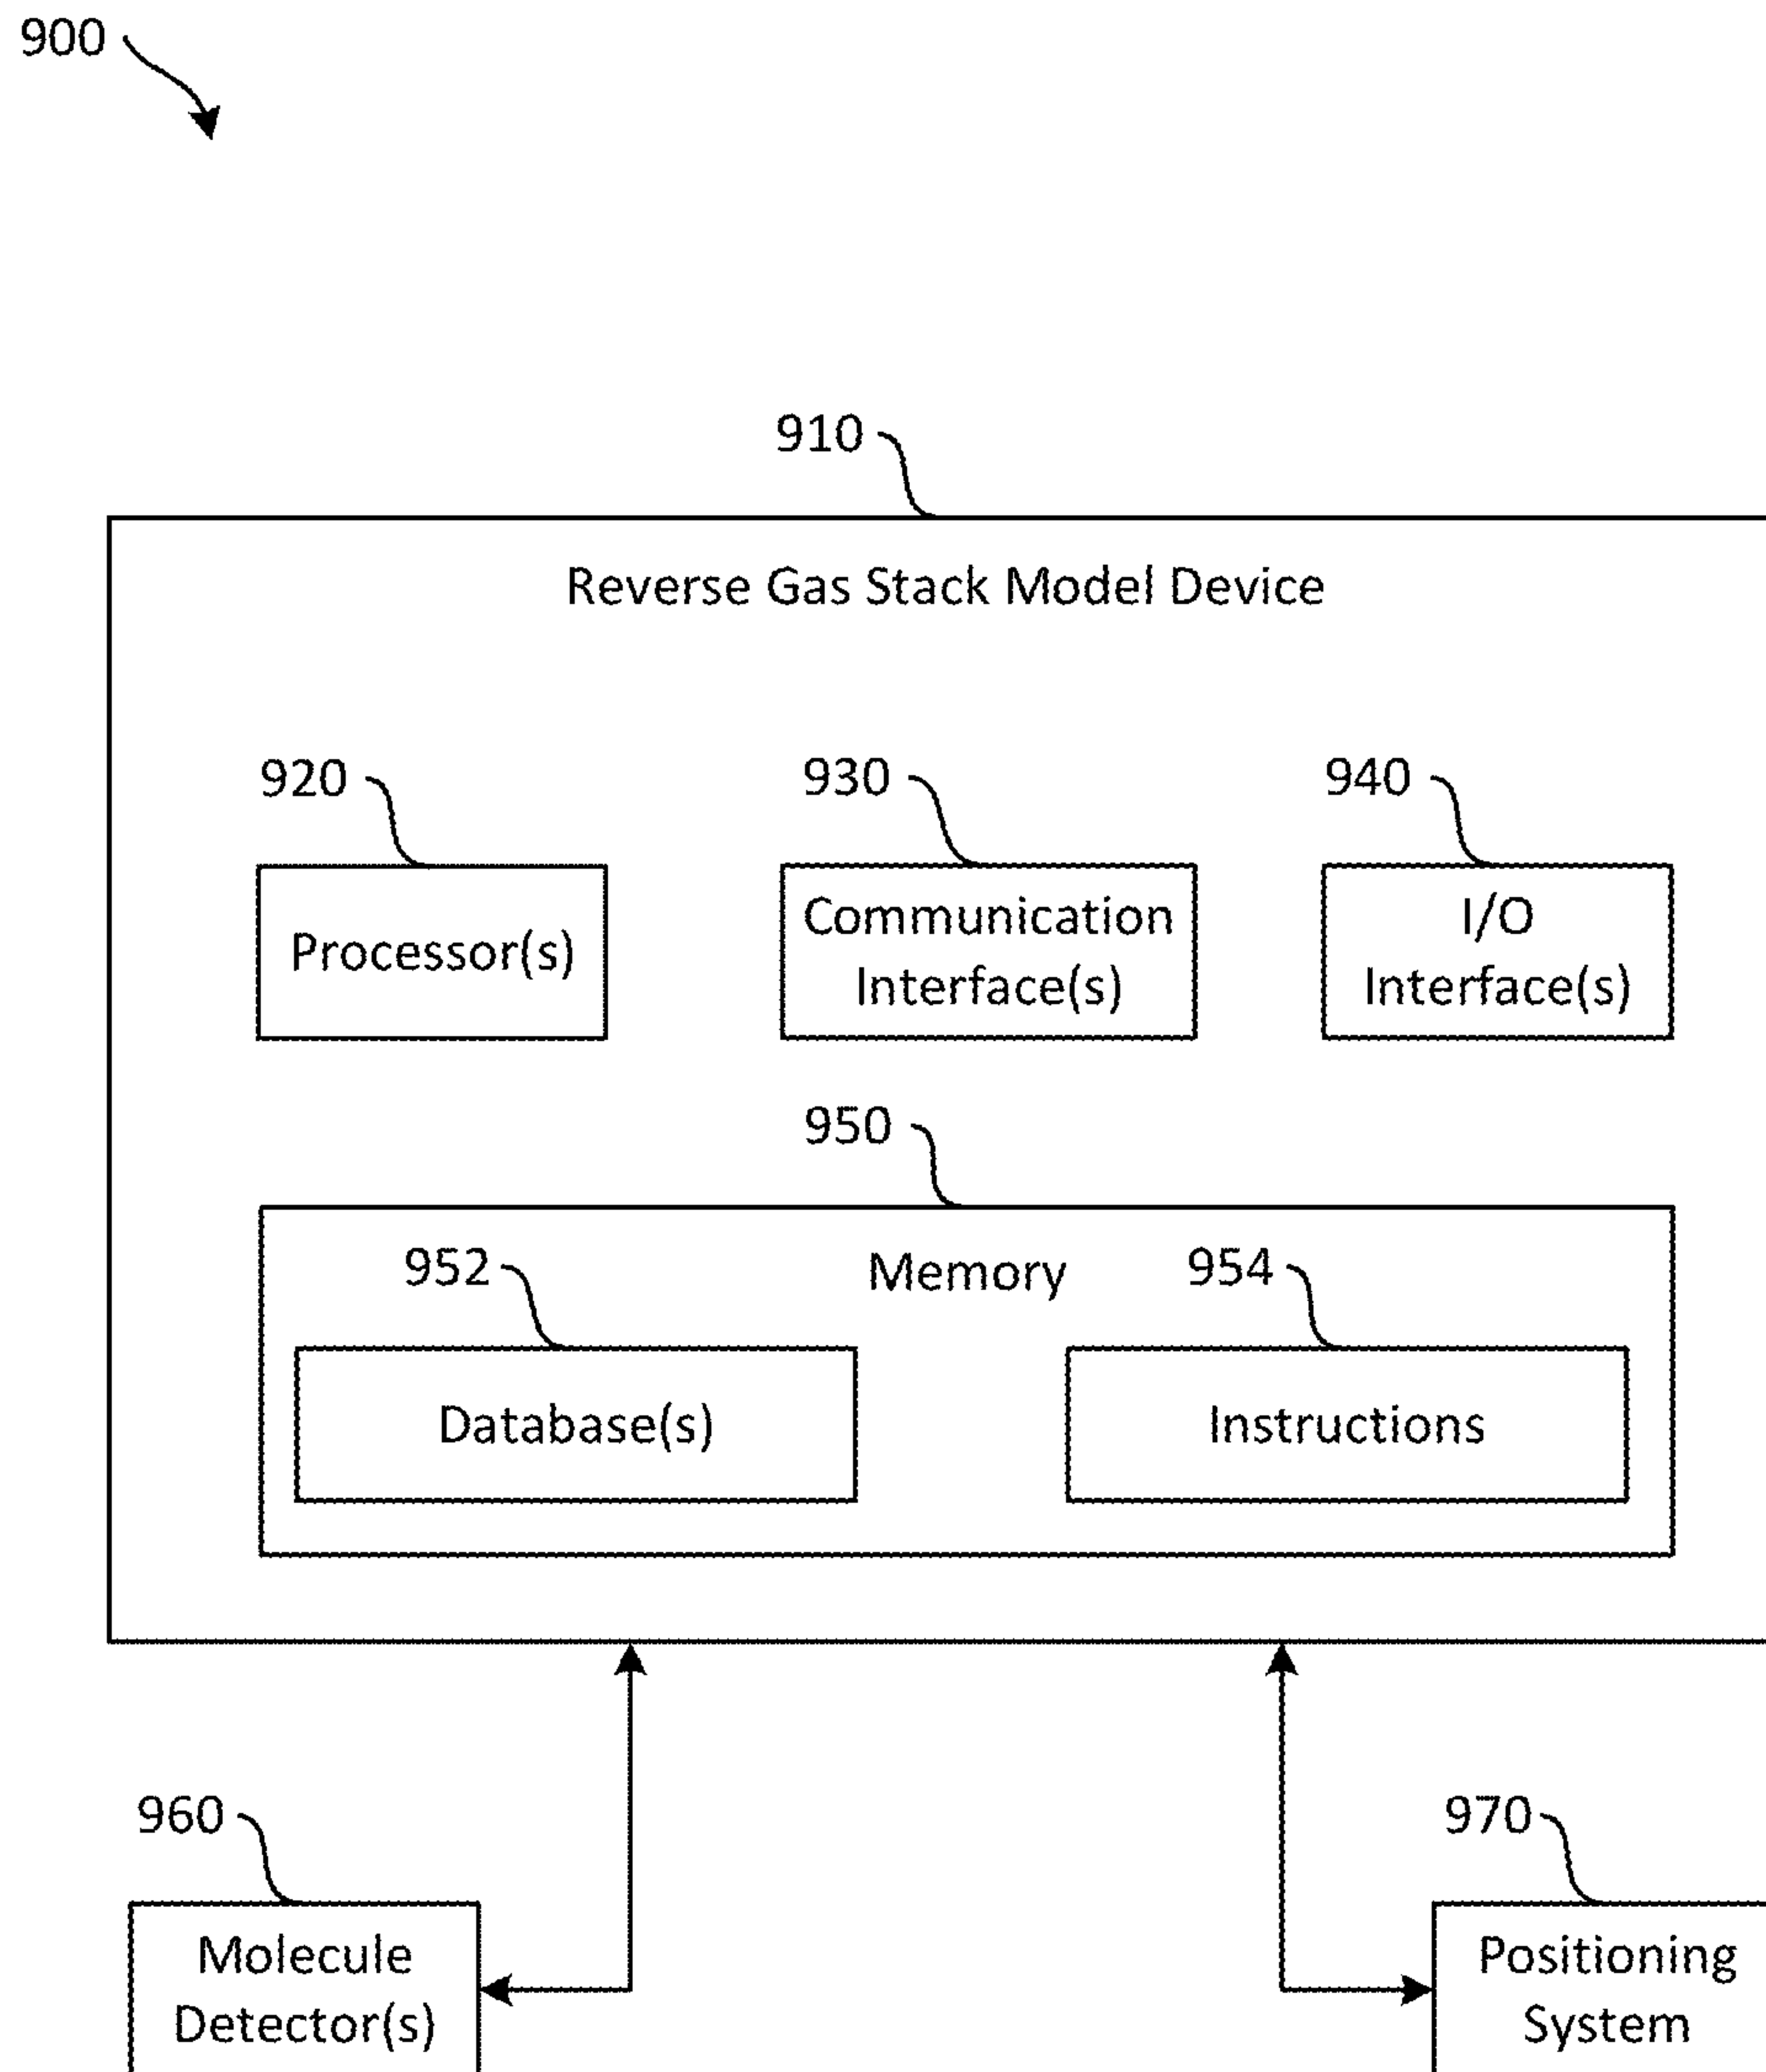 900
910
Reverse Gas Stack Model Device
920
930
940
Processor(s)
Communication
Interface(s)
I/O
Interface(s)
950
952
Memory
954
Database(s)
Instructions
960
970
Molecule
Detector(s)
Positioning
System